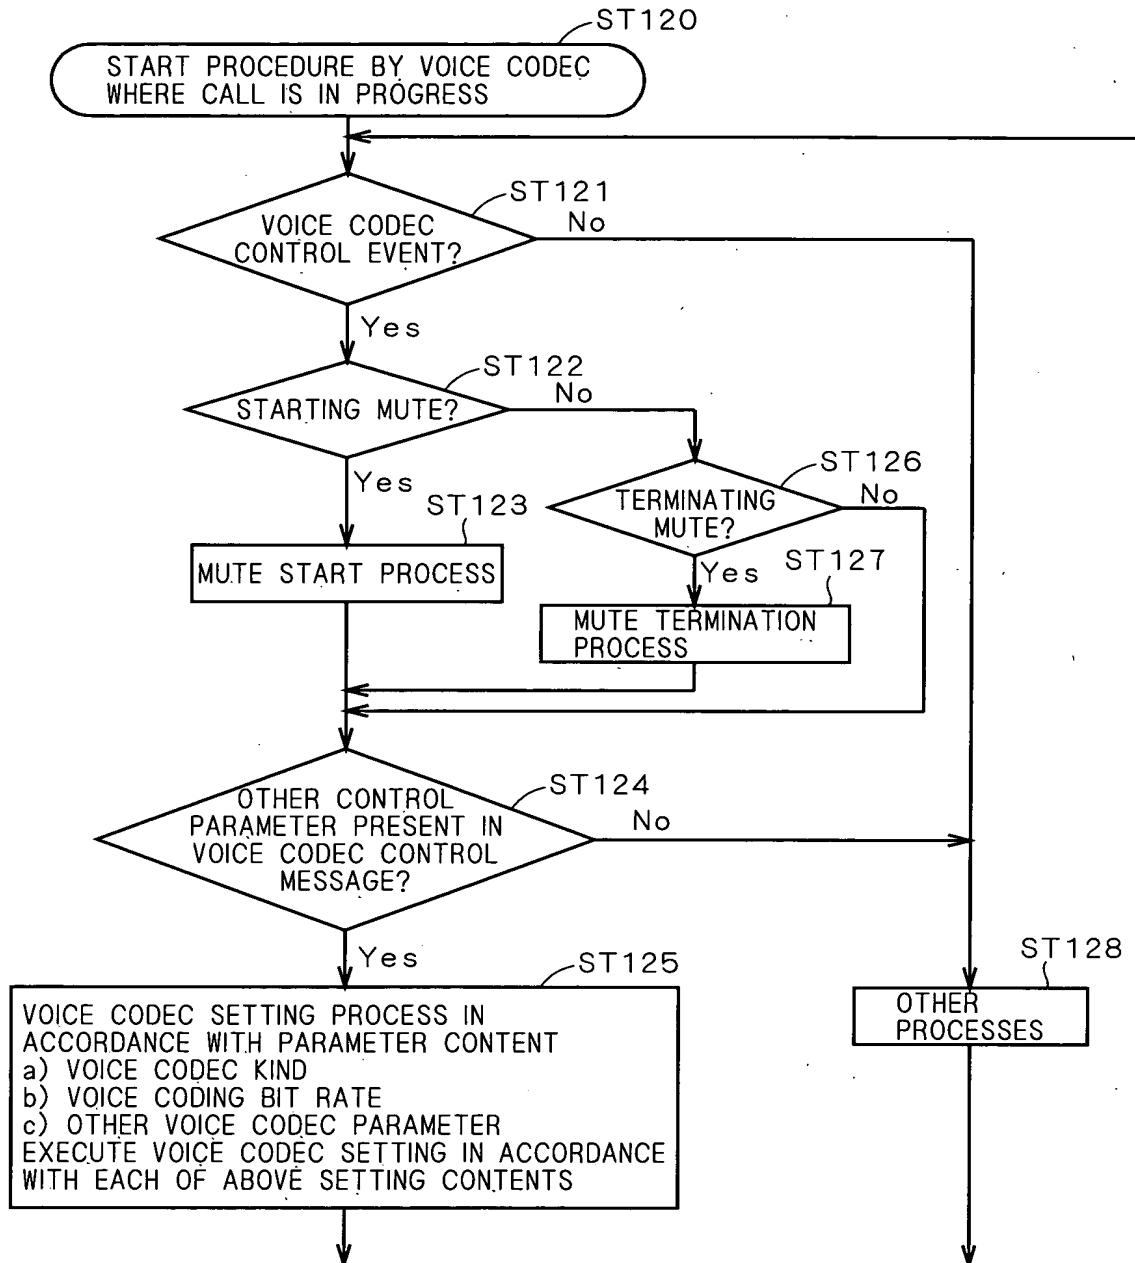 ST120
START PROCEDURE BY VOICE CODEC
WHERE CALL IS IN PROGRESS
ST121
VOICE CODEC
CONTROL EVENT?
No
Yes
ST122
STARTING MUTE?
No
Yes
ST126
TERMINATING
MUTE?
No
ST123
MUTE START PROCESS
Yes
ST127
MUTE TERMINATION
PROCESS
ST124
OTHER CONTROL
PARAMETER PRESENT IN
VOICE CODEC CONTROL
MESSAGE?
No
Yes
ST125
VOICE CODEC SETTING PROCESS IN
ACCORDANCE WITH PARAMETER CONTENT
a) VOICE CODEC KIND
b) VOICE CODING BIT RATE
c) OTHER VOICE CODEC PARAMETER
EXECUTE VOICE CODEC SETTING IN ACCORDANCE
WITH EACH OF ABOVE SETTING CONTENTS
ST128
OTHER
PROCESSES